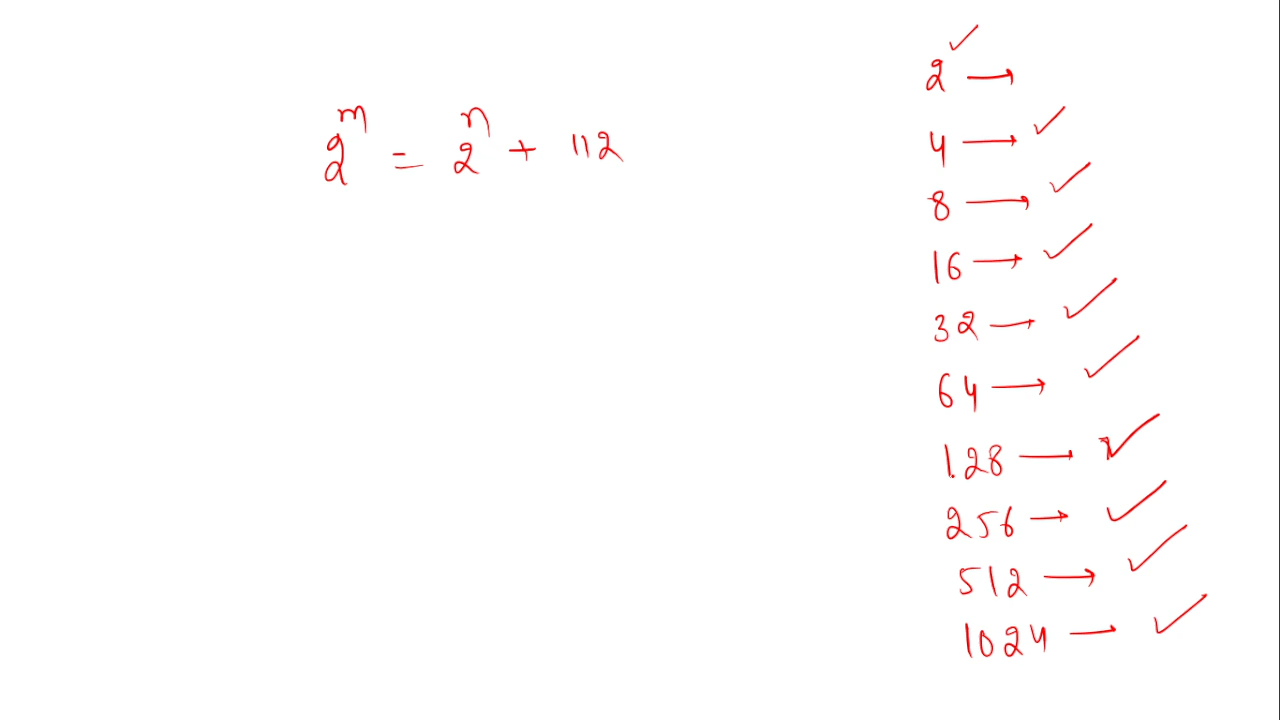 2^m = 2^n + 112
2 → ✓
4 → ✓
8 → ✓
16 → ✓
32 → ✓
64 → ✓
128 → ✓
256 → ✓
512 → ✓
1024 → ✓